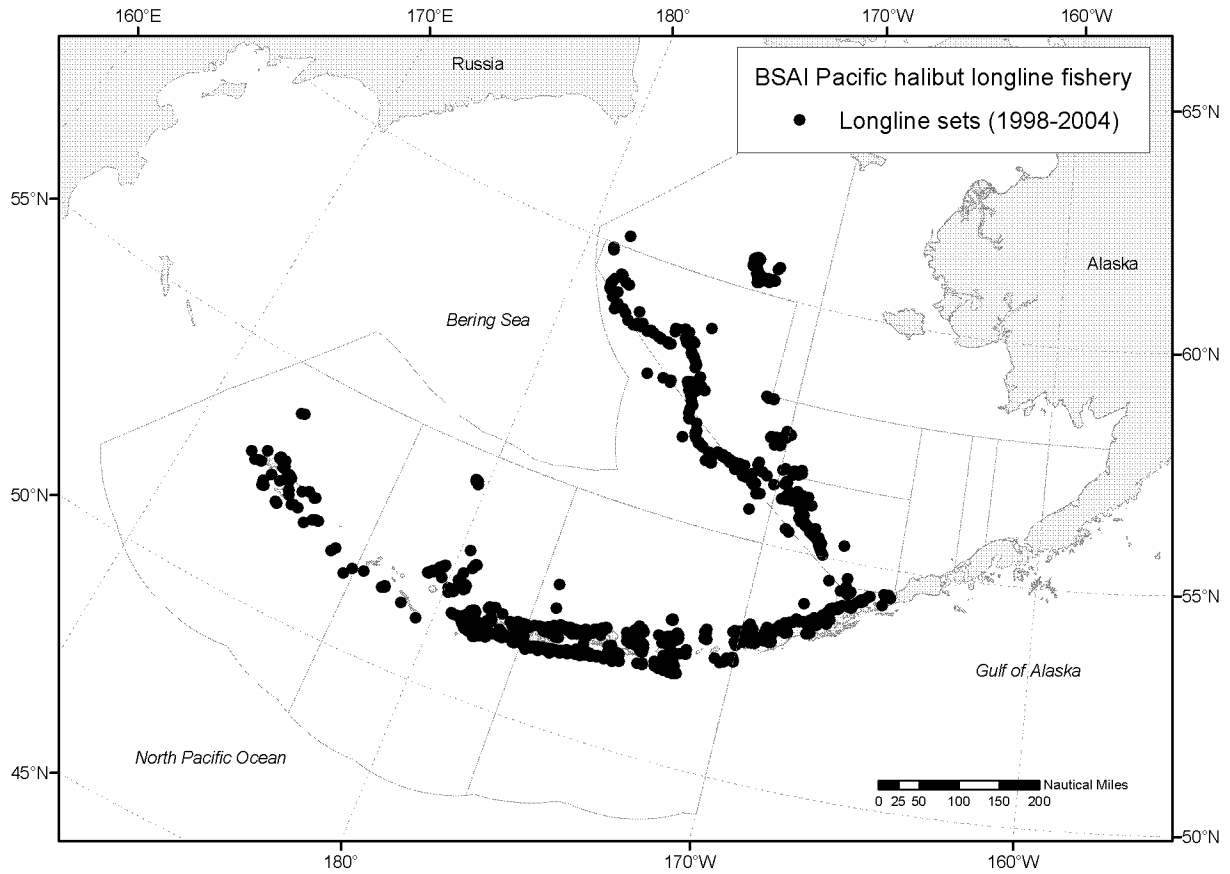 160°E 170°E 180° 170°W 160°W
Russia
BSAI Pacific halibut longline fishery
Longline sets (1998-2004)
65°N
55°N
Alaska
Bering Sea
60°N
50°N
55°N
Gulf of Alaska
North Pacific Ocean
45°N
Nautical Miles
0 25 50 100 150 200
50°N
180° 170°W 160°W